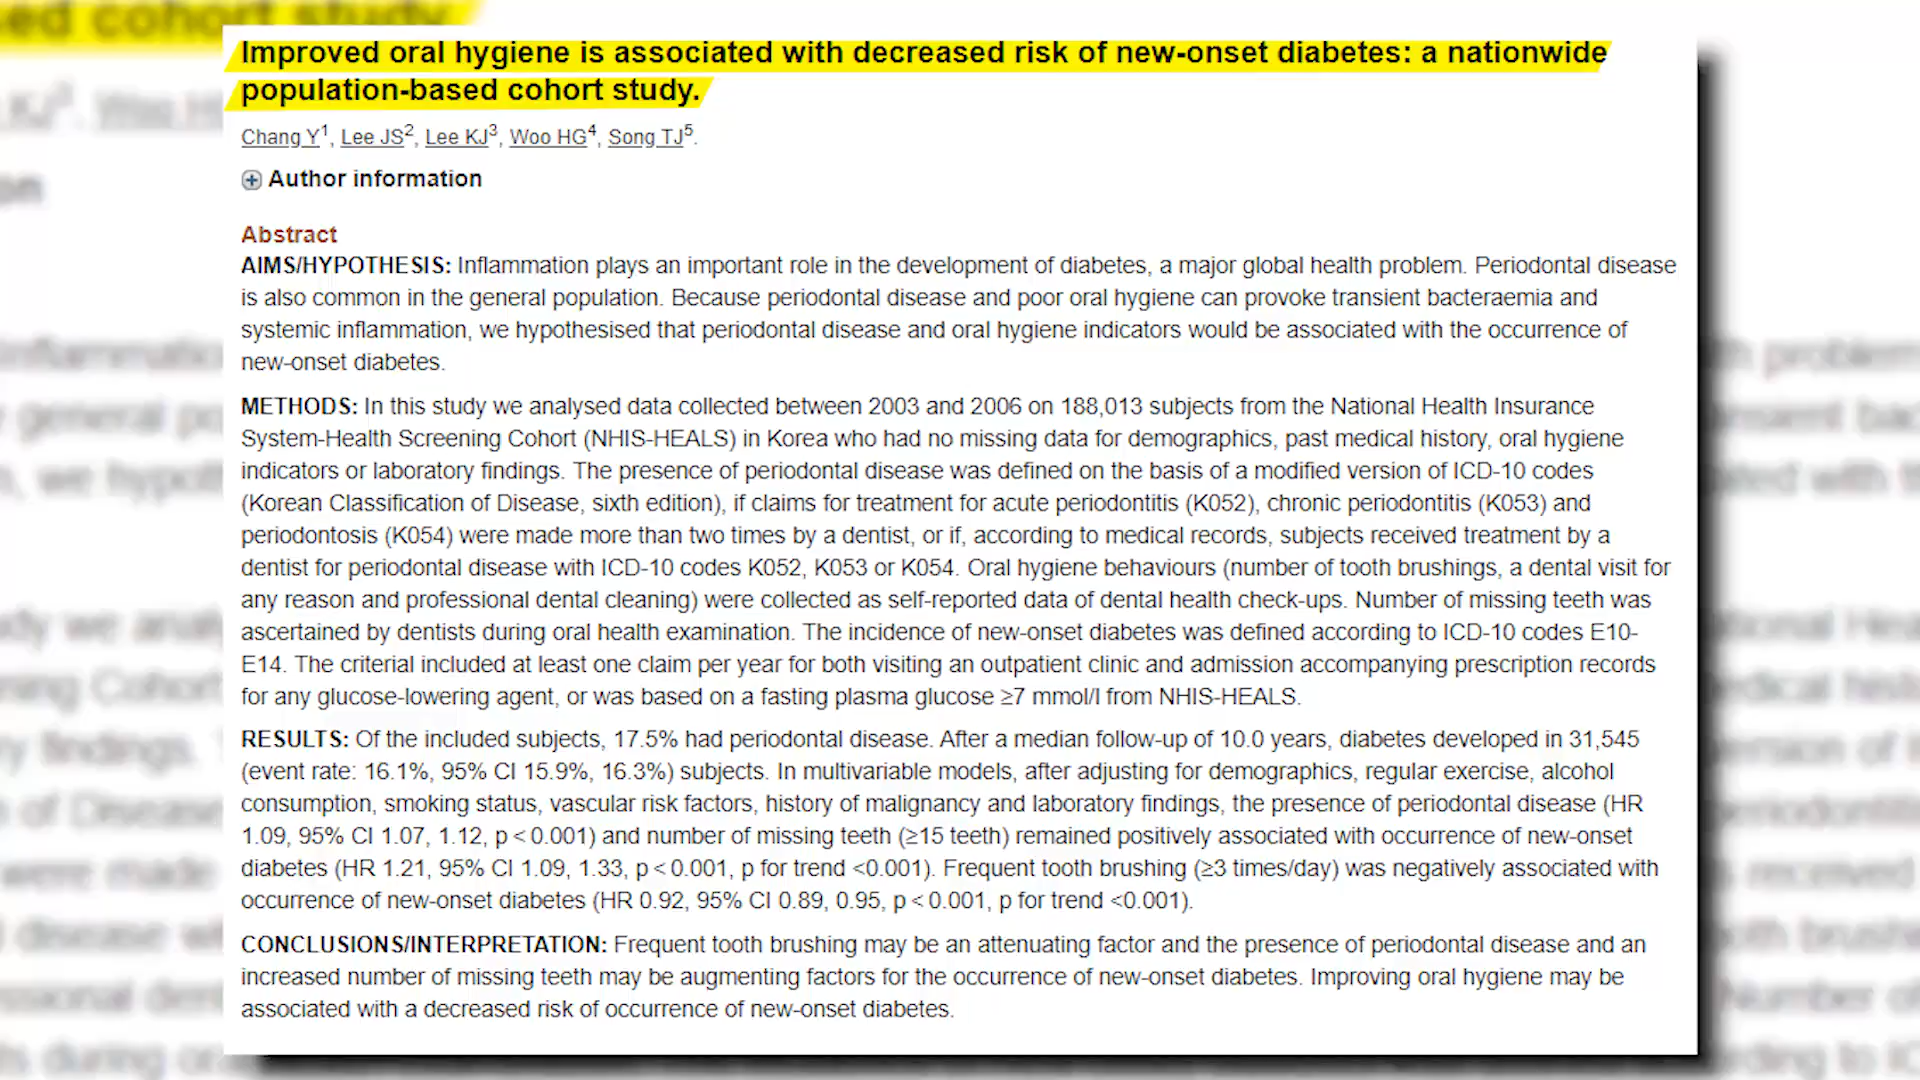 Improved oral hygiene is associated with decreased risk of new-onset diabetes: a nationwide
population-based cohort study.
Chang Y1, Lee JS2, Lee KJ3, Woo HG4, Song TJ5.
Author information
Abstract
AIMS/HYPOTHESIS: Inflammation plays an important role in the development of diabetes, a major global health problem. Periodontal disease
is also common in the general population. Because periodontal disease and poor oral hygiene can provoke transient bacteraemia and
systemic inflammation, we hypothesised that periodontal disease and oral hygiene indicators would be associated with the occurrence of
new-onset diabetes.
METHODS: In this study we analysed data collected between 2003 and 2006 on 188,013 subjects from the National Health Insurance
System-Health Screening Cohort (NHIS-HEALS) in Korea who had no missing data for demographics, past medical history, oral hygiene
indicators or laboratory findings. The presence of periodontal disease was defined on the basis of a modified version of ICD-10 codes
(Korean Classification of Disease, sixth edition), if claims for treatment for acute periodontitis (K052), chronic periodontitis (K053) and
periodontosis (K054) were made more than two times by a dentist, or if, according to medical records, subjects received treatment by a
dentist for periodontal disease with ICD-10 codes K052, K053 or K054. Oral hygiene behaviours (number of tooth brushings, a dental visit for
any reason and professional dental cleaning) were collected as self-reported data of dental health check-ups. Number of missing teeth was
ascertained by dentists during oral health examination. The incidence of new-onset diabetes was defined according to ICD-10 codes E10-
E14. The criterial included at least one claim per year for both visiting an outpatient clinic and admission accompanying prescription records
for any glucose-lowering agent, or was based on a fasting plasma glucose ≥7 mmol/l from NHIS-HEALS.
RESULTS: Of the included subjects, 17.5% had periodontal disease. After a median follow-up of 10.0 years, diabetes developed in 31,545
(event rate: 16.1%, 95% CI 15.9%, 16.3%) subjects. In multivariable models, after adjusting for demographics, regular exercise, alcohol
consumption, smoking status, vascular risk factors, history of malignancy and laboratory findings, the presence of periodontal disease (HR
1.09, 95% CI 1.07, 1.12, p < 0.001) and number of missing teeth (≥15 teeth) remained positively associated with occurrence of new-onset
diabetes (HR 1.21, 95% CI 1.09, 1.33, p < 0.001, p for trend <0.001). Frequent tooth brushing (≥3 times/day) was negatively associated with
occurrence of new-onset diabetes (HR 0.92, 95% CI 0.89, 0.95, p < 0.001, p for trend <0.001).
CONCLUSIONS/INTERPRETATION: Frequent tooth brushing may be an attenuating factor and the presence of periodontal disease and an
increased number of missing teeth may be augmenting factors for the occurrence of new-onset diabetes. Improving oral hygiene may be
associated with a decreased risk of occurrence of new-onset diabetes.